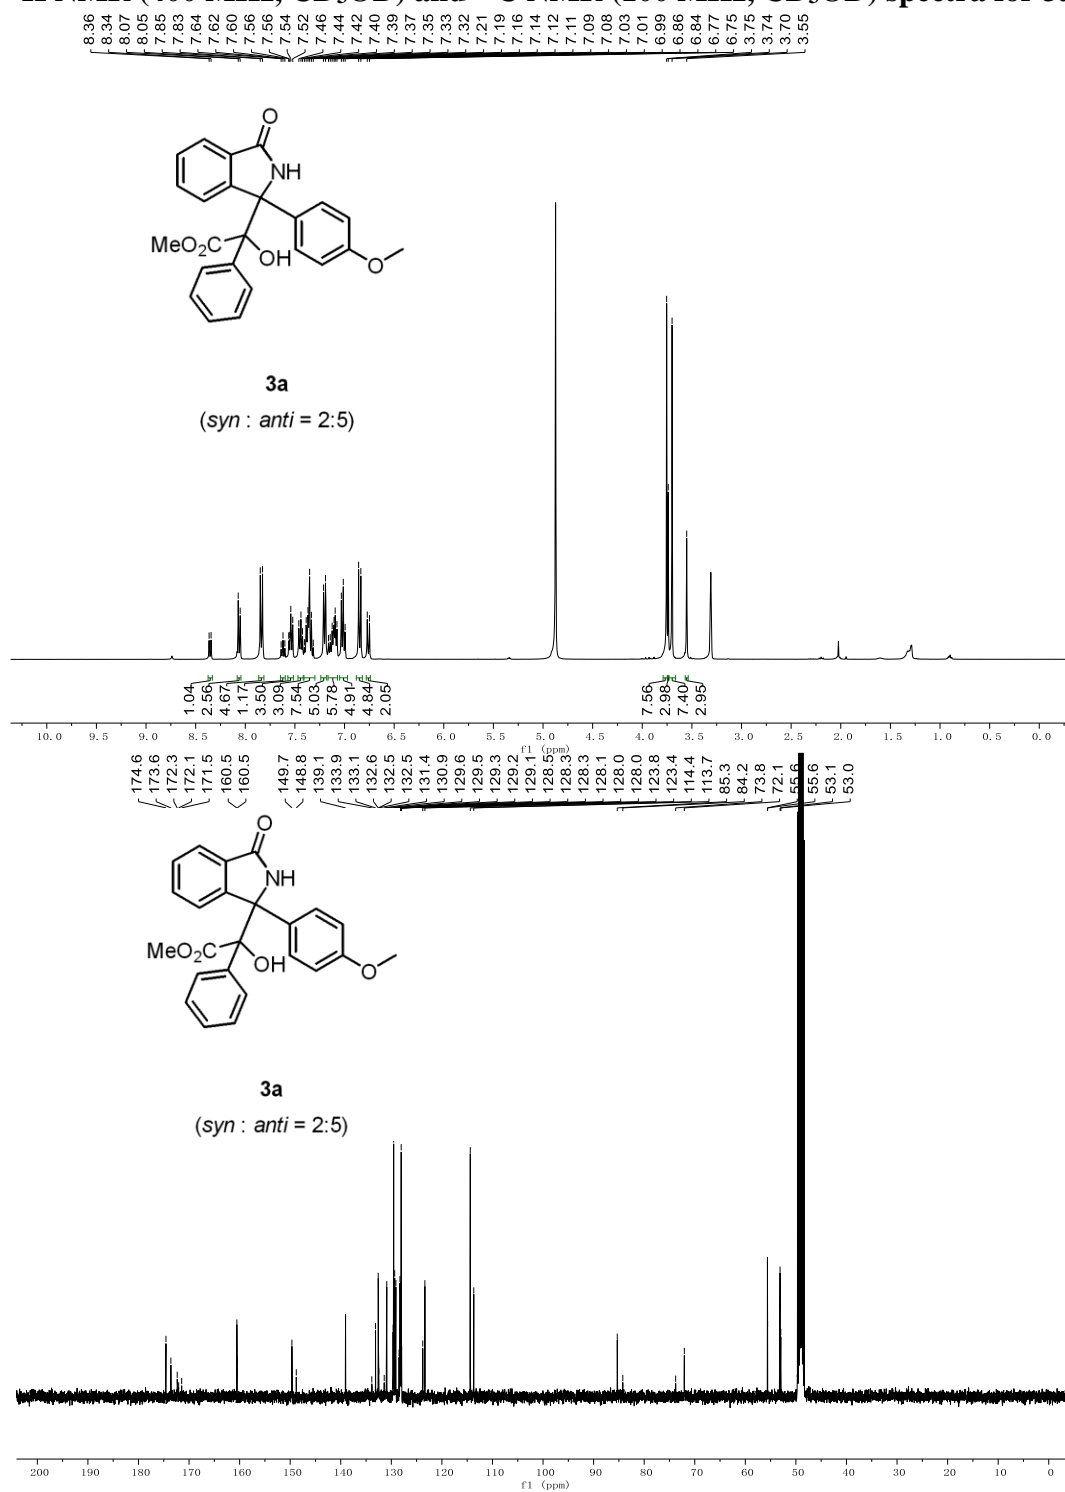 8.36 8.34 8.07 8.05 7.85 7.83 7.64 7.62 7.60 7.56 7.56 7.54 7.52 7.46 7.44 7.42 7.40 7.39 7.37 7.35 7.33 7.32 7.21 7.19 7.16 7.14 7.12 7.11 7.09 7.08 7.03 7.01 6.99 6.86 6.84 6.77 6.75 3.75 3.74 3.70 3.55
O
NH
MeO₂C
OH
O
3a
(syn : anti = 2:5)
1.04 2.56 4.67 1.17 3.50 3.09 7.54 5.03 5.78 4.91 4.84 2.05 7.56 2.98 7.40 2.95
10.0 9.5 9.0 8.5 8.0 7.5 7.0 6.5 6.0 5.5 5.0 4.5 4.0 3.5 3.0 2.5 2.0 1.5 1.0 0.5 0.0
f1 (ppm)
174.6 173.6 172.3 172.1 171.5 160.5 160.5 149.7 148.8 139.1 133.9 133.1 132.6 132.5 132.5 131.4 130.9 129.6 129.5 129.3 129.2 129.1 128.5 128.3 128.3 128.1 128.0 128.0 123.8 123.4 114.4 113.7 85.3 84.2 73.8 72.1 55.6 55.6 53.1 53.0
O
NH
MeO₂C
OH
O
3a
(syn : anti = 2:5)
200 190 180 170 160 150 140 130 120 110 100 90 80 70 60 50 40 30 20 10 0
f1 (ppm)